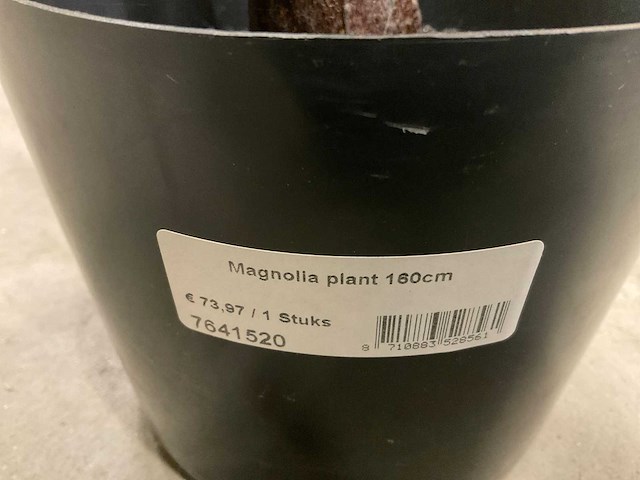 Magnolia plant 160cm
€ 73,97 / 1 Stuks
7641520
8 710883 528561